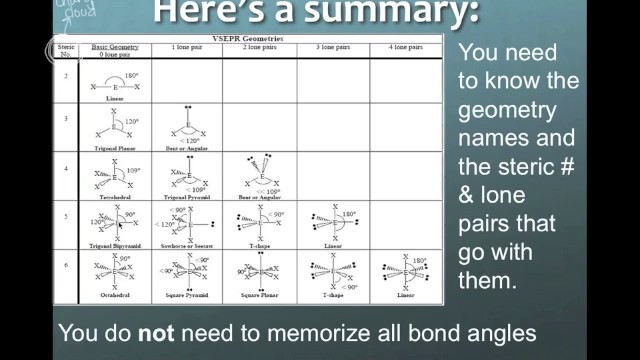 Here's a summary:
cloud
VSEPR Geometries
Steric No. Basic Geometry 0 lone pair 1 lone pair 2 lone pairs 3 lone pairs 4 lone pairs
2
X E X 180°
Linear
3
X E X X 120°
Trigonal Planar
E X X < 120°
Bent or Angular
4
X E X X X 109°
Tetrahedral
X E X X < 109°
Trigonal Pyramid
E X X << 109°
Bent or Angular
5
X X X X X 90° 120°
Trigonal Bipyramid
< 90° < 120° X X E X X
Sawhorse or Seesaw
X E X X < 90°
T-shape
X E X 180°
Linear
6
X X E X X X X 90°
Octahedral
X X E X X X < 90° < 90°
Square Pyramid
X X E X X 90°
Square Planar
X E X X < 90°
T-shape
X E X 180°
Linear
You need
to know the
geometry
names and
the steric #
& lone
pairs that
go with
them.
You do not need to memorize all bond angles